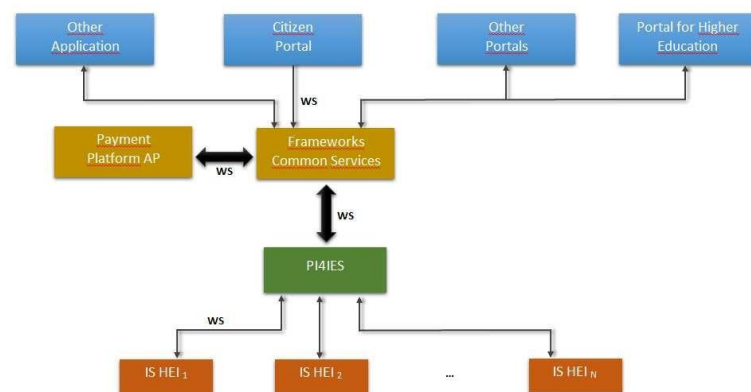 Other
Application
Citizen
Portal
Other
Portals
Portal for Higher
Education
WS
Payment
Platform AP
Frameworks
Common Services
WS
WS
PI4IES
WS
IS HEI 1
IS HEI 2
...
IS HEI N